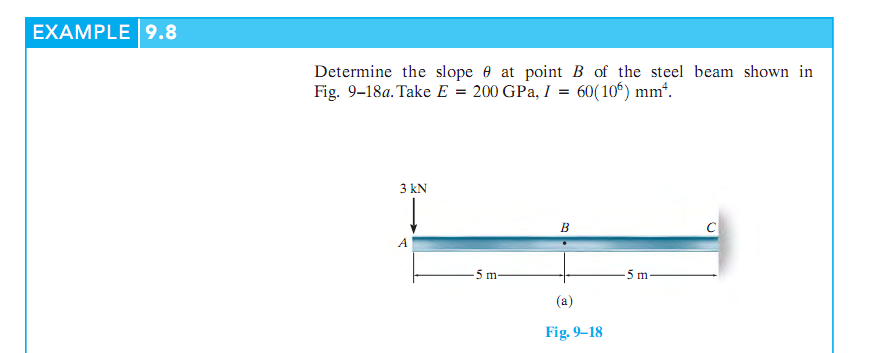 EXAMPLE 9.8
Determine the slope θ at point B of the steel beam shown in
Fig. 9–18a. Take E = 200 GPa, I = 60(10⁶) mm⁴.
3 kN
B
C
A
5 m
5 m
(a)
Fig. 9–18